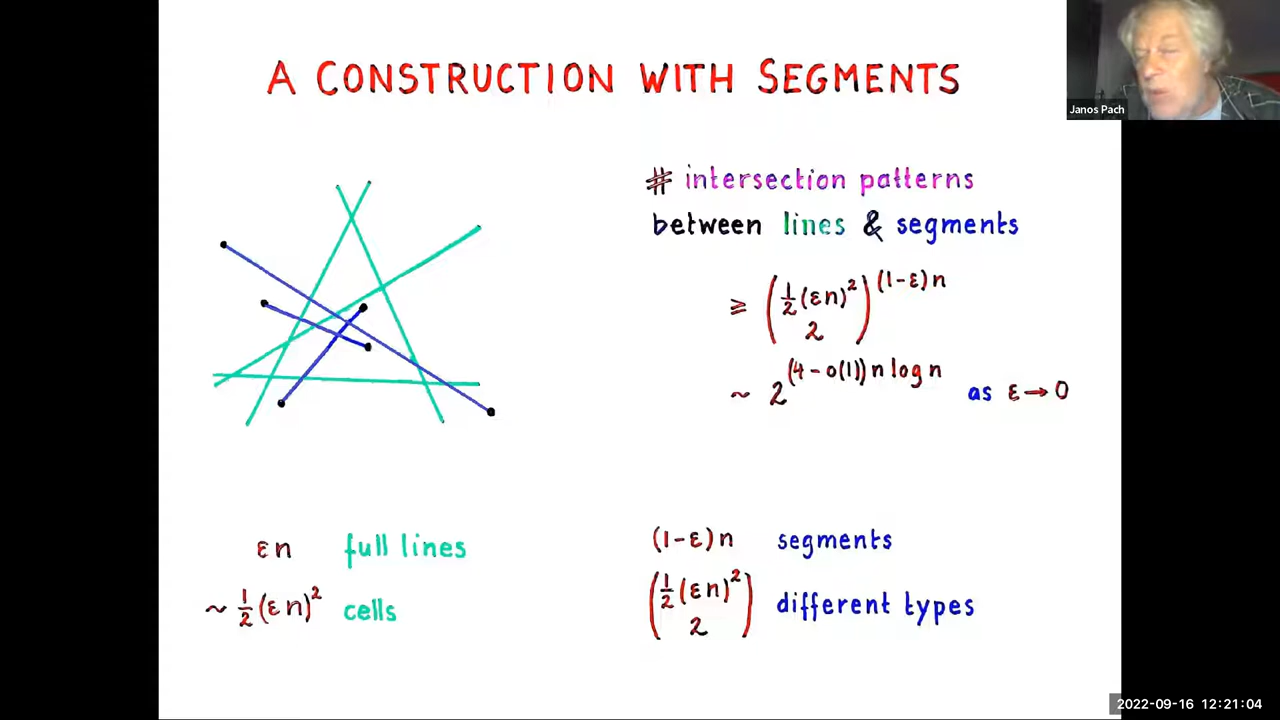 A CONSTRUCTION WITH SEGMENTS
Janos Pach
# intersection patterns
between lines & segments
≥ (½(εn)² 2)^(1-ε)n
~ 2^(4-o(1))n log n as ε→0
εn full lines
~ ½(εn)² cells
(1-ε)n segments
(½(εn)² 2) different types
2022-09-16 12:21:04